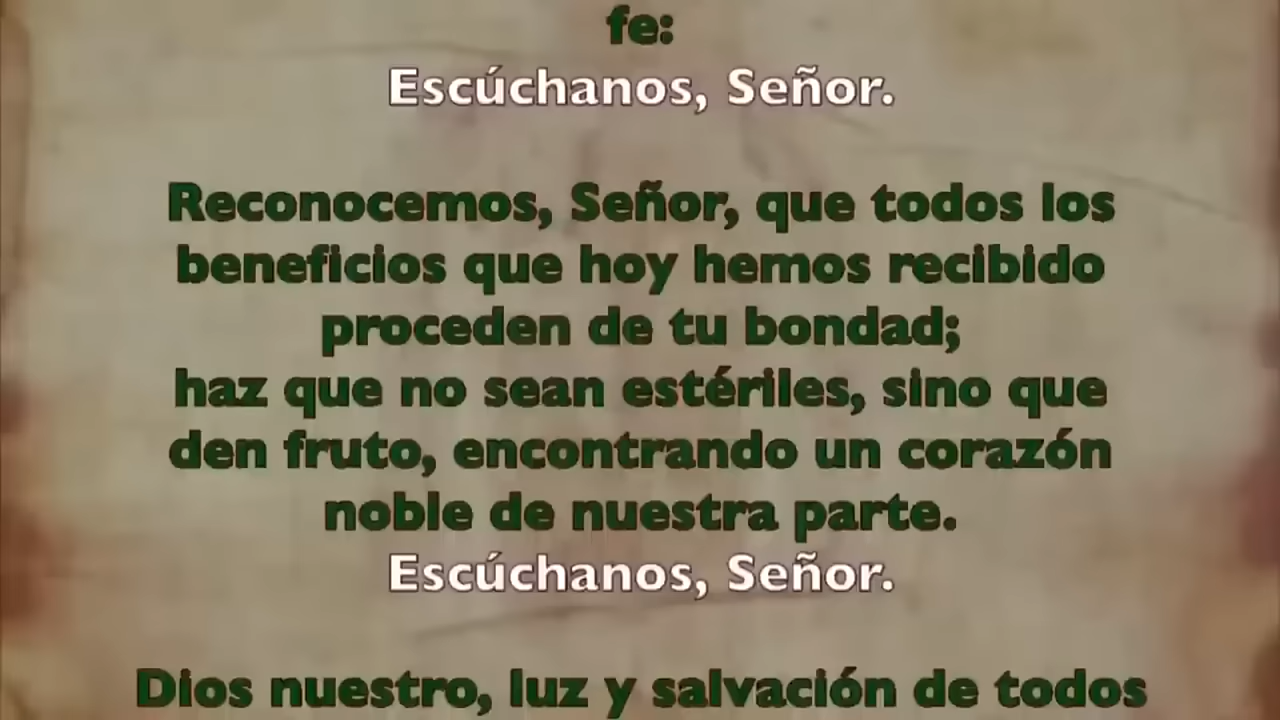 fe:
Escúchanos, Señor.
Reconocemos, Señor, que todos los
beneficios que hoy hemos recibido
proceden de tu bondad;
haz que no sean estériles, sino que
den fruto, encontrando un corazón
noble de nuestra parte.
Escúchanos, Señor.
Dios nuestro, luz y salvación de todos